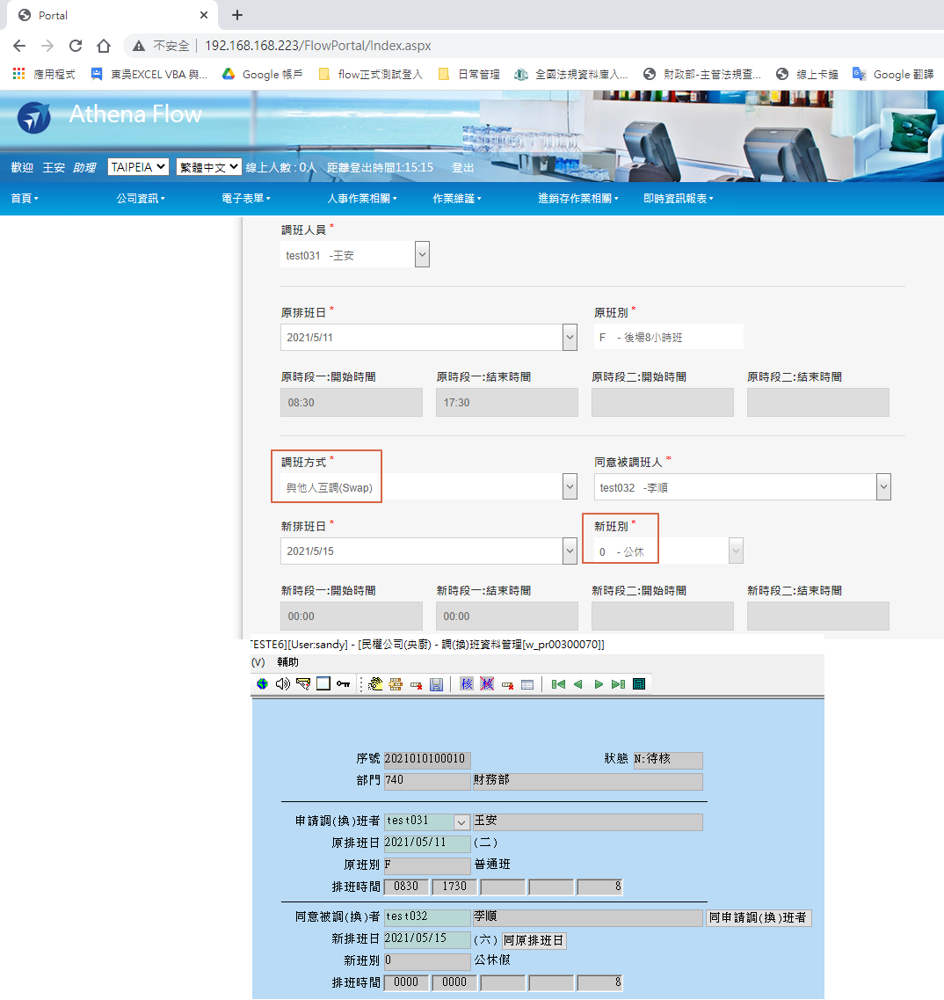 Portal
不安全 192.168.168.223/FlowPortal/Index.aspx
應用程式 東吳EXCEL VBA 與... Google 帳戶 flow正式測試登入 日常管理 全國法規資料庫入... 財政部-主管法規查... 線上卡鐘 Google 翻譯
Athena Flow
歡迎 王安 助理 TAIPEIA 繁體中文 線上人數 : 0人 距離登出時間1:15:15 登出
首頁 公司資訊 電子表單 人事作業相關 作業維護 進銷存作業相關 即時資訊報表
調班人員 *
test031 -王安
原排班日 * 原班別 *
2021/5/11 F - 後場8小時班
原時段一:開始時間 原時段一:結束時間 原時段二:開始時間 原時段二:結束時間
08:30 17:30
調班方式 * 同意被調班人 *
與他人互調(Swap) test032 -李順
新排班日 * 新班別 *
2021/5/15 0 - 公休
新時段一:開始時間 新時段一:結束時間 新時段二:開始時間 新時段二:結束時間
00:00 00:00
TESTE6][User:sandy] - [民權公司(央廚) - 調(換)班資料管理[w_pr00300070]]
(V) 輔助
核 核
序號 2021010100010 狀態 N:待核
部門 740 財務部
申請調(換)班者 test031 王安
原排班日 2021/05/11 (二)
原班別 F 普通班
排班時間 0830 1730 8
同意被調(換)者 test032 李順 同申請調(換)班者
新排班日 2021/05/15 (六) 同原排班日
新班別 0 公休假
排班時間 0000 0000 8